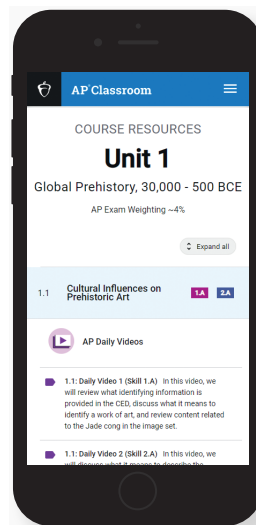 AP Classroom
COURSE RESOURCES
Unit 1
Global Prehistory, 30,000 - 500 BCE
AP Exam Weighting ~4%
Expand all
1.1 Cultural Influences on Prehistoric Art 1.A 2.A
AP Daily Videos
1.1: Daily Video 1 (Skill 1.A) In this video, we
will review what identifying information is
provided in the CED, discuss what it means to
identify a work of art, and review content related
to the Jade cong in the image set.
1.1: Daily Video 2 (Skill 2.A) In this video, we
will discuss what it means to describe the